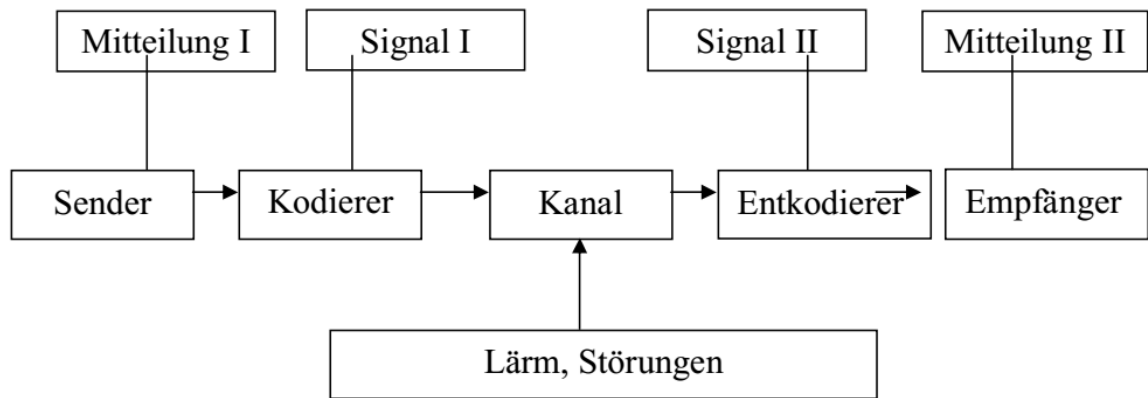 Mitteilung I
Signal I
Signal II
Mitteilung II
Sender
Kodierer
Kanal
Entkodierer
Empfänger
Lärm, Störungen